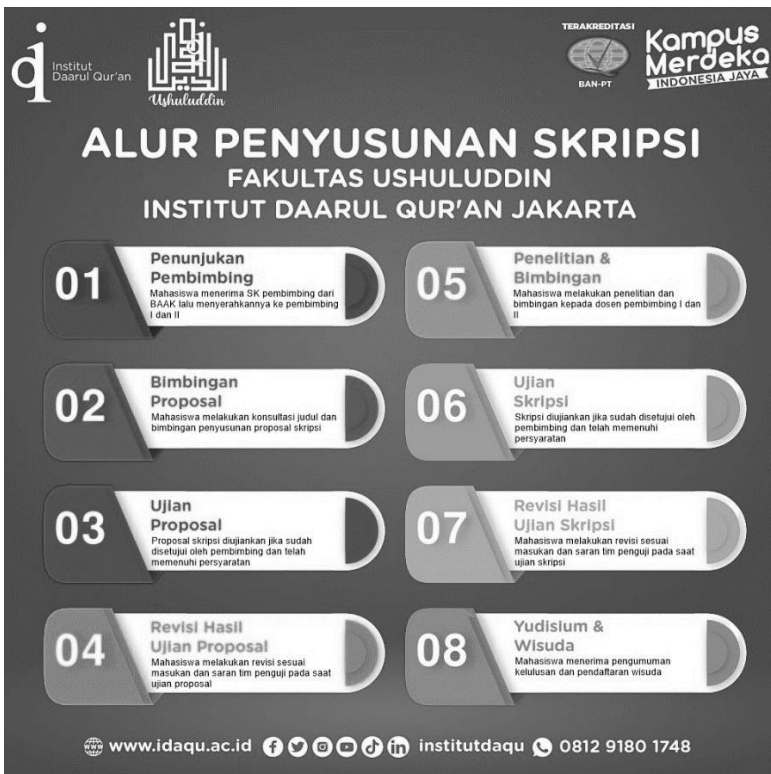 Institut
Daarul Qur'an
Ushuluddin
TERAKREDITASI
BAN-PT
Kampus
Merdeka
INDONESIA JAYA
ALUR PENYUSUNAN SKRIPSI
FAKULTAS USHULUDDIN
INSTITUT DAARUL QUR'AN JAKARTA
01
Penunjukan
Pembimbing
Mahasiswa menerima SK pembimbing dari
BAAK lalu menyerahkannya ke pembimbing
I dan II
02
Bimbingan
Proposal
Mahasiswa melakukan konsultasi judul dan
bimbingan penyusunan proposal skripsi
03
Ujian
Proposal
Proposal skripsi diujiankan jika sudah
disetujui oleh pembimbing dan telah
memenuhi persyaratan
04
Revisi Hasil
Ujian Proposal
Mahasiswa melakukan revisi sesuai
masukan dan saran tim penguji pada saat
ujian proposal
05
Penelitian &
Bimbingan
Mahasiswa melakukan penelitian dan
bimbingan kepada dosen pembimbing I dan
II
06
Ujian
Skripsi
Skripsi diujiankan jika sudah disetujui oleh
pembimbing dan telah memenuhi
persyaratan
07
Revisi Hasil
Ujian Skripsi
Mahasiswa melakukan revisi sesuai
masukan dan saran tim penguji pada saat
ujian skripsi
08
Yudisium &
Wisuda
Mahasiswa menerima pengumuman
kelulusan dan pendaftaran wisuda
www.idaqu.ac.id institutdaqu 0812 9180 1748